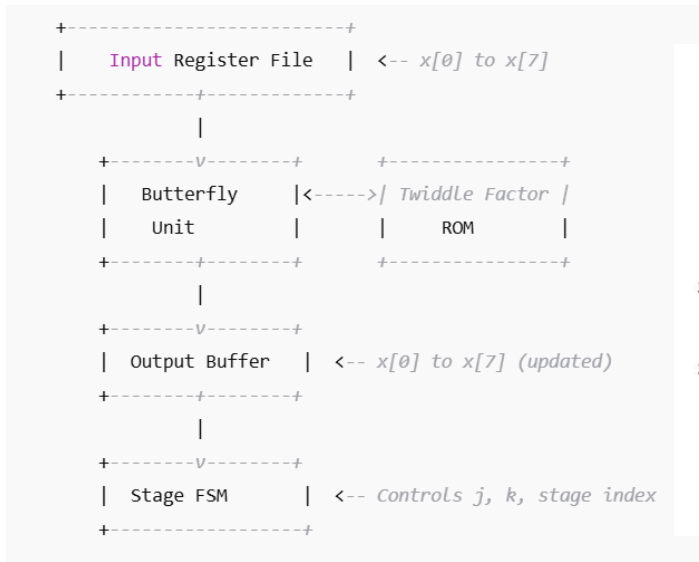 +--------------------------+
|    Input Register File   |  <-- x[0] to x[7]
+------------+-------------+
             |
    +--------v--------+       +----------------+
    |   Butterfly     |<----->| Twiddle Factor |
    |    Unit         |       |     ROM        |
    +--------+--------+       +----------------+
             |
    +--------v--------+
    |  Output Buffer   |  <-- x[0] to x[7] (updated)
    +--------+--------+
             |
    +--------v--------+
    |  Stage FSM       |  <-- Controls j, k, stage index
    +------------------+